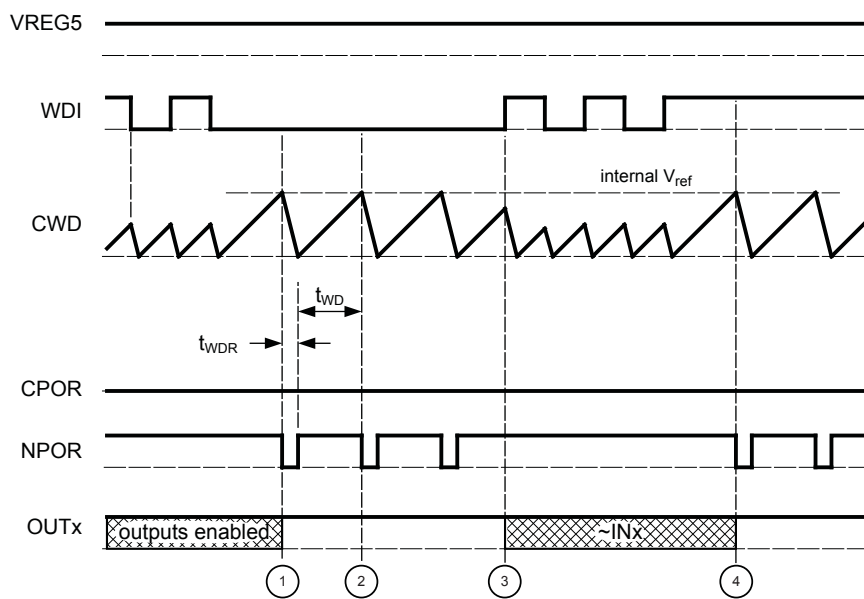 VREG5
WDI
internal Vref
CWD
tWD
tWDR
CPOR
NPOR
OUTx
outputs enabled
~INx
1
2
3
4